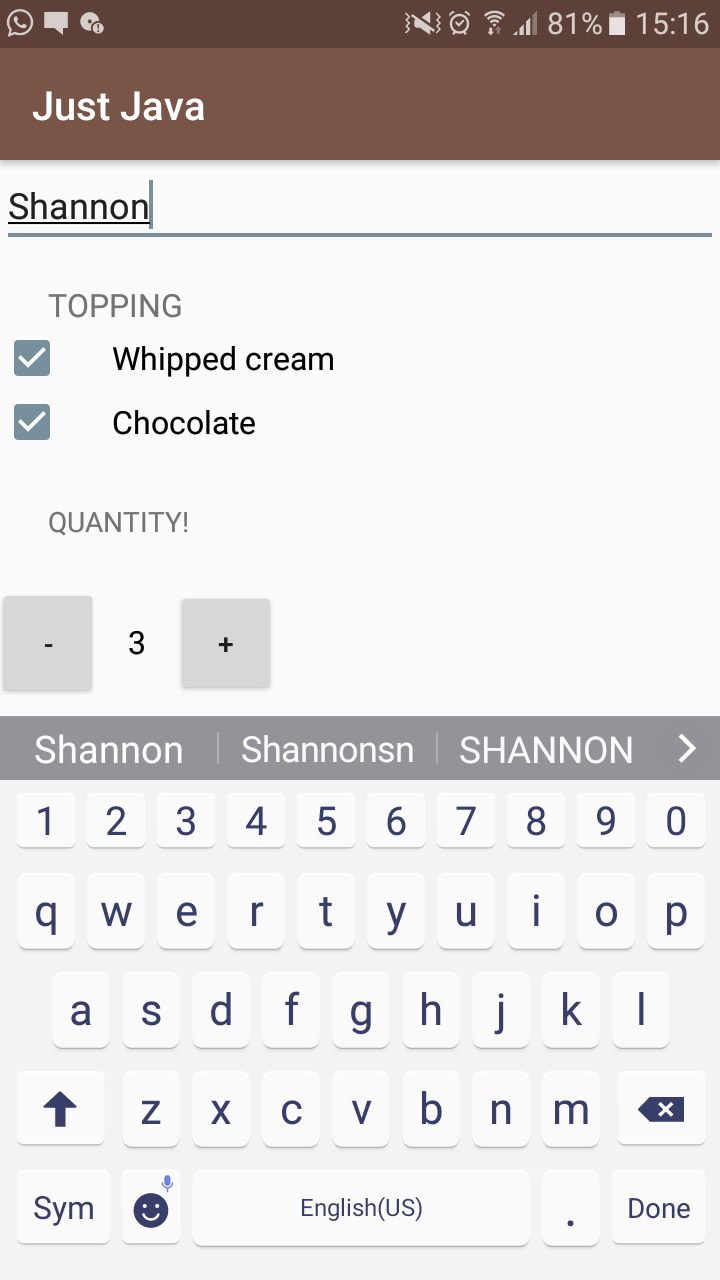 81% 15:16
Just Java
Shannon
TOPPING
Whipped cream
Chocolate
QUANTITY!
- 3 +
Shannon Shannonsn SHANNON
1 2 3 4 5 6 7 8 9 0
q w e r t y u i o p
a s d f g h j k l
z x c v b n m
Sym English(US) . Done